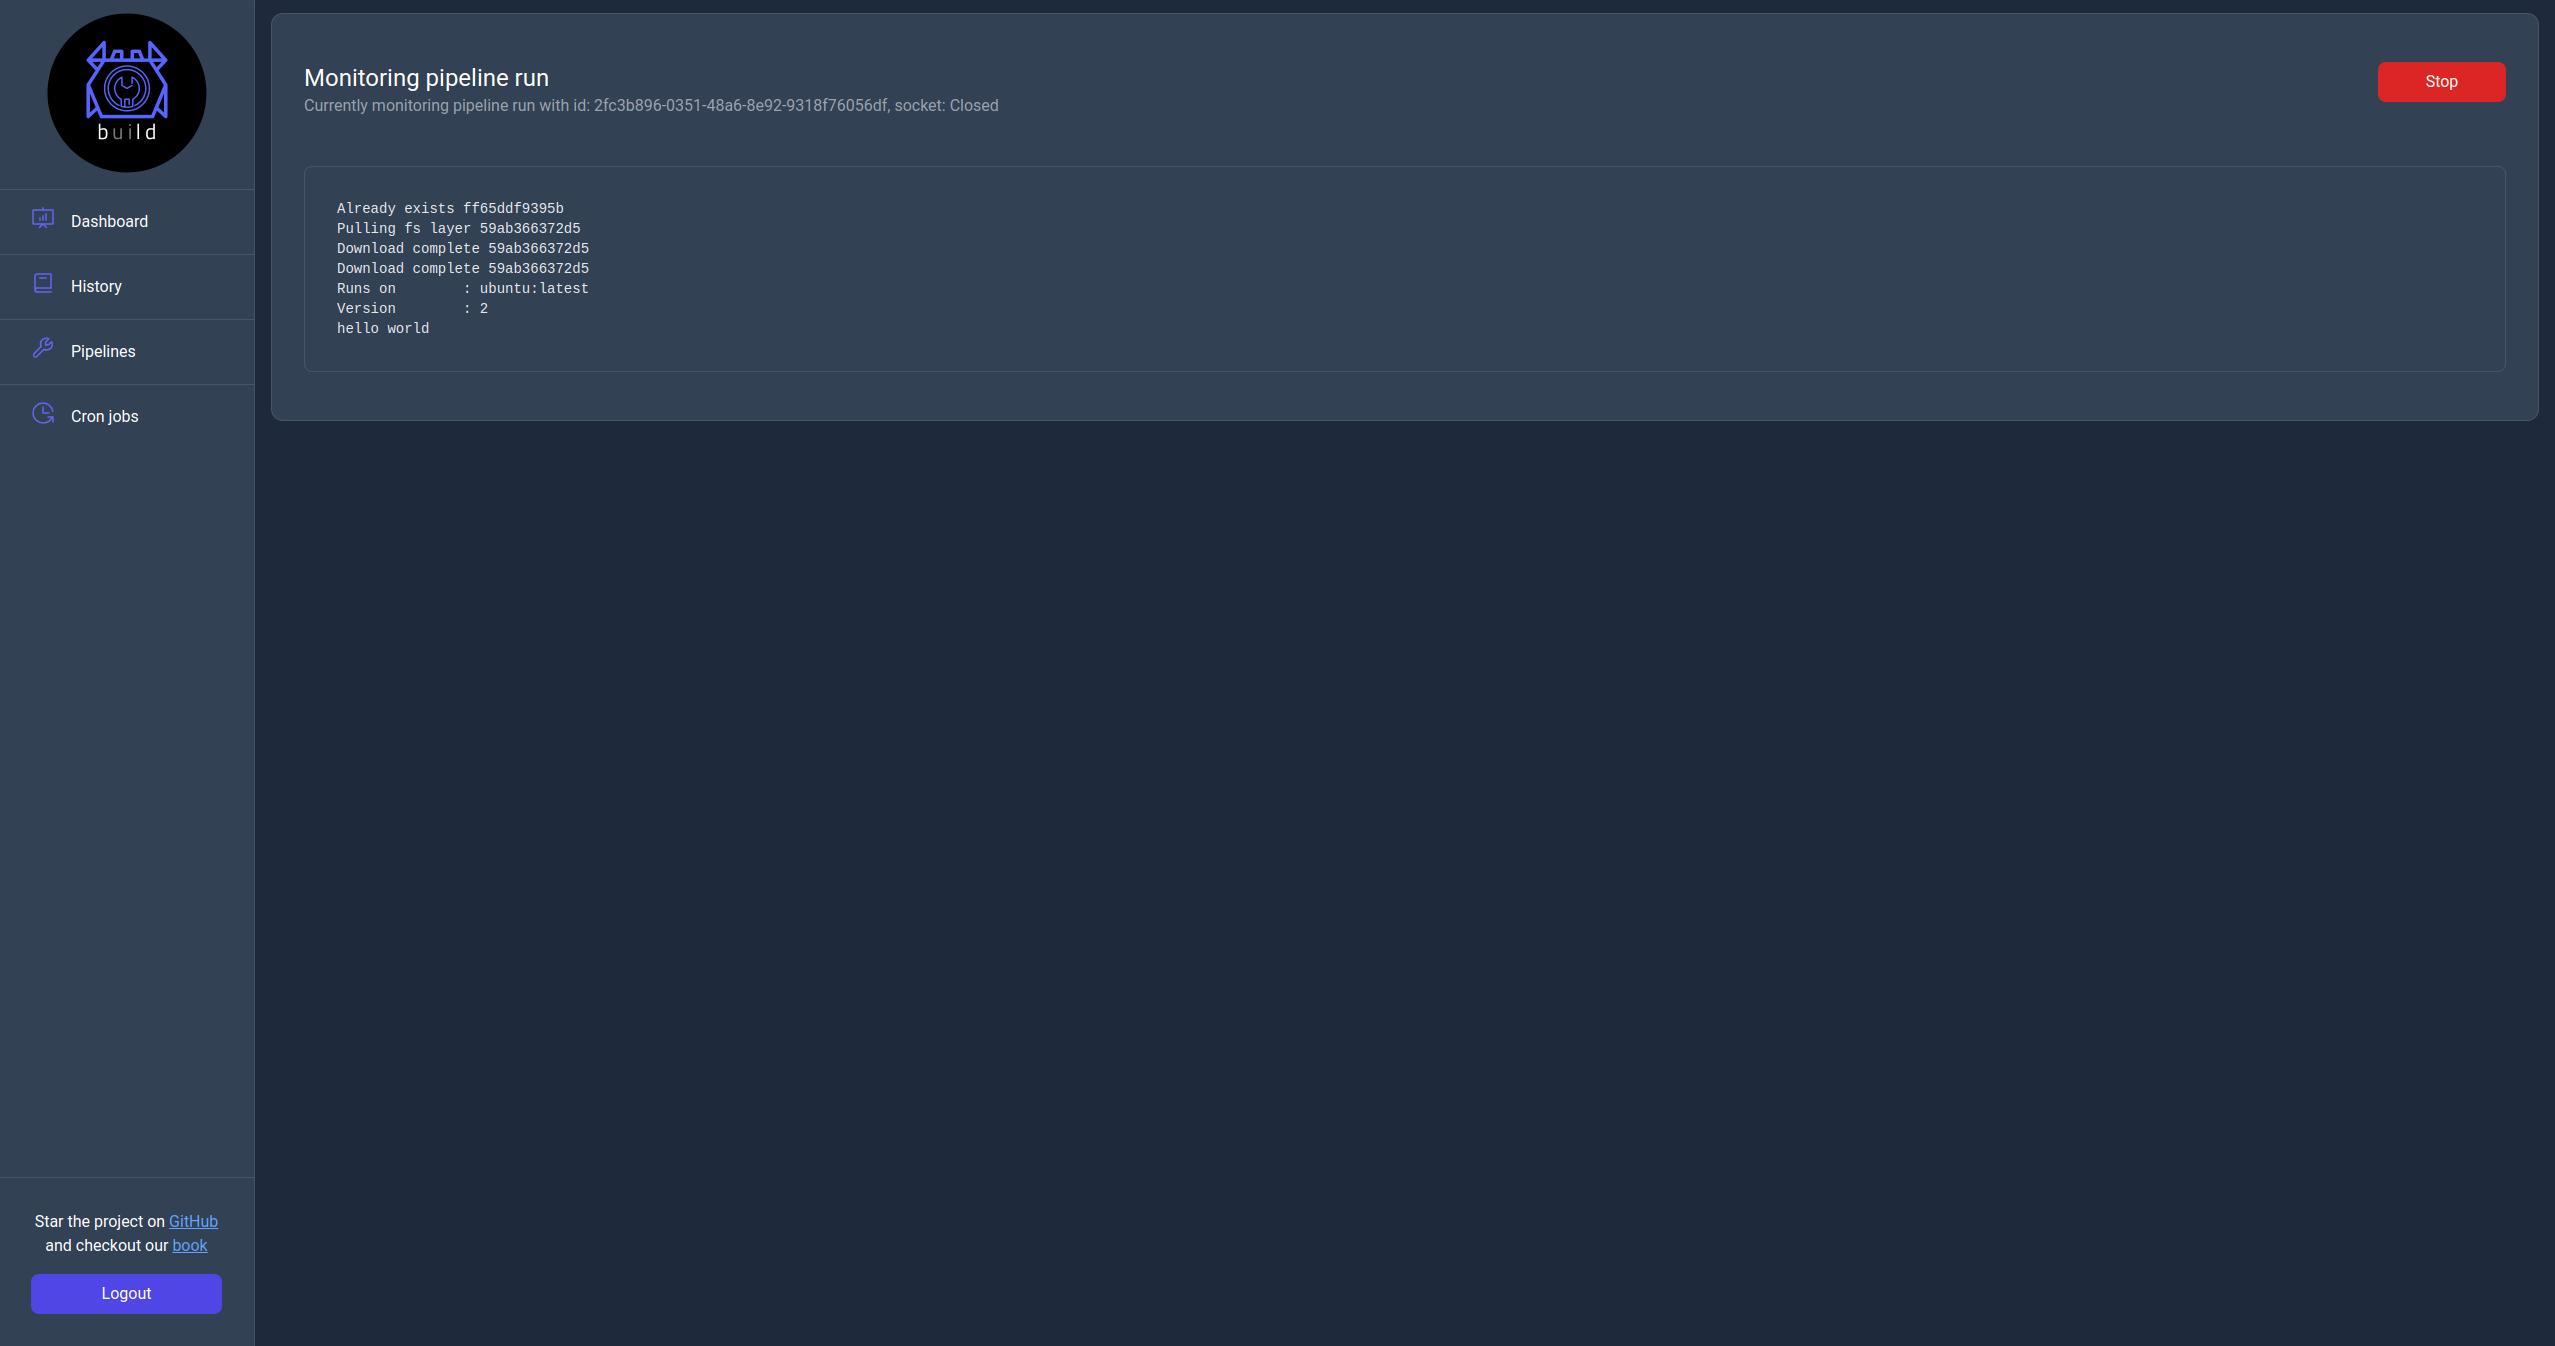 build
Dashboard
History
Pipelines
Cron jobs
Star the project on GitHub
and checkout our book
Logout
Monitoring pipeline run
Currently monitoring pipeline run with id: 2fc3b896-0351-48a6-8e92-9318f76056df, socket: Closed
Stop
Already exists ff65ddf9395b
Pulling fs layer 59ab366372d5
Download complete 59ab366372d5
Download complete 59ab366372d5
Runs on        : ubuntu:latest
Version        : 2
hello world